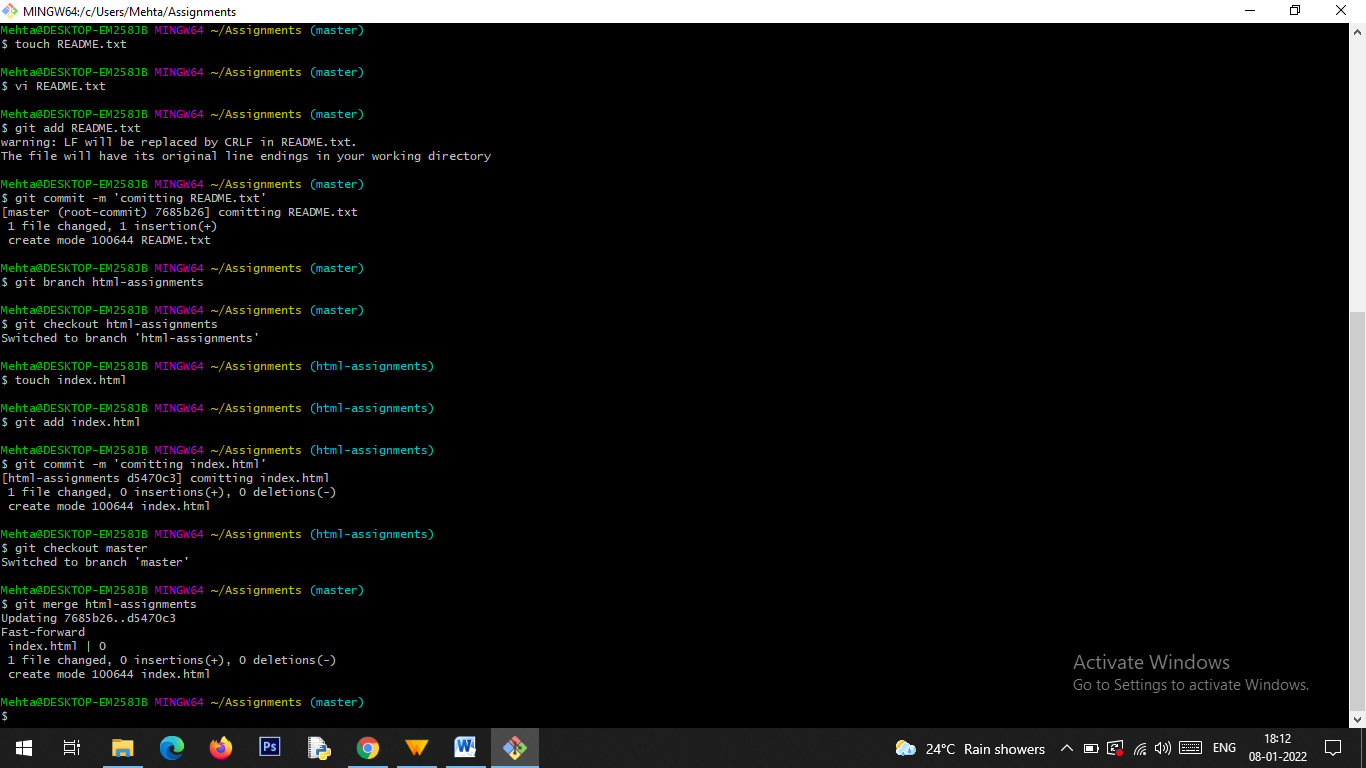 MINGW64:/c/Users/Mehta/Assignments
Mehta@DESKTOP-EM258JB MINGW64 ~/Assignments (master)
$ touch README.txt
Mehta@DESKTOP-EM258JB MINGW64 ~/Assignments (master)
$ vi README.txt
Mehta@DESKTOP-EM258JB MINGW64 ~/Assignments (master)
$ git add README.txt
warning: LF will be replaced by CRLF in README.txt.
The file will have its original line endings in your working directory
Mehta@DESKTOP-EM258JB MINGW64 ~/Assignments (master)
$ git commit -m 'comitting README.txt'
[master (root-commit) 7685b26] comitting README.txt
1 file changed, 1 insertion(+)
create mode 100644 README.txt
Mehta@DESKTOP-EM258JB MINGW64 ~/Assignments (master)
$ git branch html-assignments
Mehta@DESKTOP-EM258JB MINGW64 ~/Assignments (master)
$ git checkout html-assignments
Switched to branch 'html-assignments'
Mehta@DESKTOP-EM258JB MINGW64 ~/Assignments (html-assignments)
$ touch index.html
Mehta@DESKTOP-EM258JB MINGW64 ~/Assignments (html-assignments)
$ git add index.html
Mehta@DESKTOP-EM258JB MINGW64 ~/Assignments (html-assignments)
$ git commit -m 'comitting index.html'
[html-assignments d5470c3] comitting index.html
1 file changed, 0 insertions(+), 0 deletions(-)
create mode 100644 index.html
Mehta@DESKTOP-EM258JB MINGW64 ~/Assignments (html-assignments)
$ git checkout master
Switched to branch 'master'
Mehta@DESKTOP-EM258JB MINGW64 ~/Assignments (master)
$ git merge html-assignments
Updating 7685b26..d5470c3
Fast-forward
index.html | 0
1 file changed, 0 insertions(+), 0 deletions(-)
create mode 100644 index.html
Mehta@DESKTOP-EM258JB MINGW64 ~/Assignments (master)
$
Activate Windows
Go to Settings to activate Windows.
Ps
W
24°C Rain showers
ENG
18:12
08-01-2022